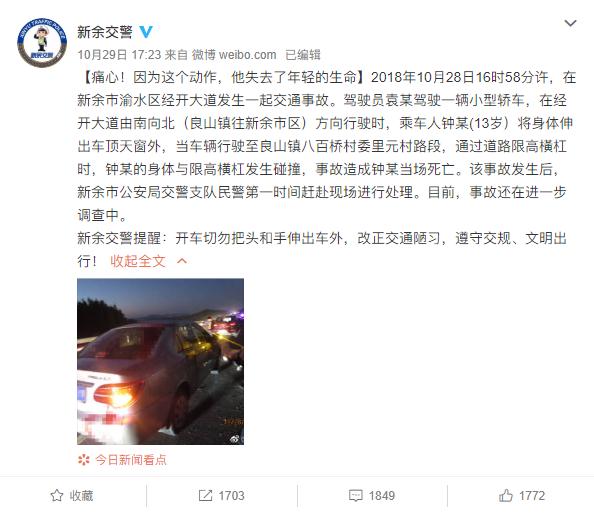 XINYU TRAFFIC POLICE
新余交警
新余交警
10月29日 17:23 来自 微博 weibo.com 已编辑
【痛心！因为这个动作，他失去了年轻的生命】2018年10月28日16时58分许，在
新余市渝水区经开大道发生一起交通事故。驾驶员袁某驾驶一辆小型轿车，在经
开大道由南向北（良山镇往新余市区）方向行驶时，乘车人钟某(13岁）将身体伸
出车顶天窗外，当车辆行驶至良山镇八百桥村委里元村路段，通过道路限高横杠
时，钟某的身体与限高横杠发生碰撞，事故造成钟某当场死亡。该事故发生后，
新余市公安局交警支队民警第一时间赶赴现场进行处理。目前，事故还在进一步
调查中。
新余交警提醒：开车切勿把头和手伸出车外，改正交通陋习，遵守交规、文明出
行！ 收起全文
今日新闻看点
收藏
1703
1849
1772